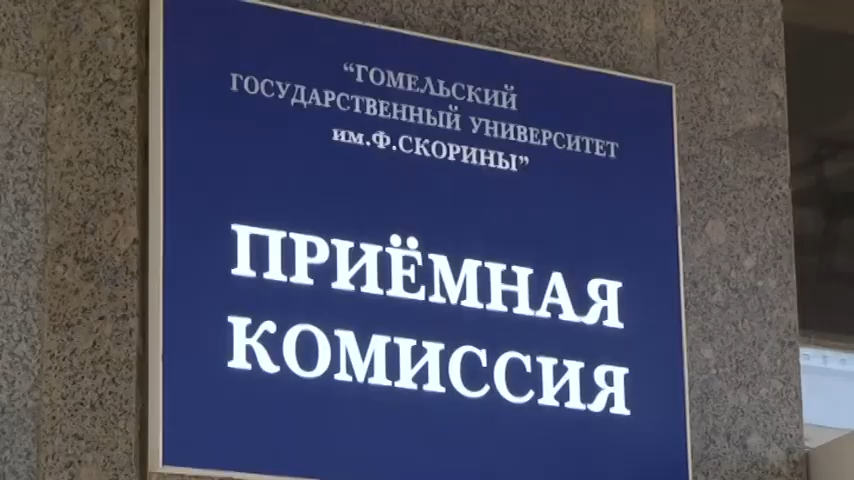 “ГОМЕЛЬСКИЙ
ГОСУДАРСТВЕННЫЙ УНИВЕРСИТЕТ
им.Ф.СКОРИНЫ”
ПРИЁМНАЯ
КОМИССИЯ